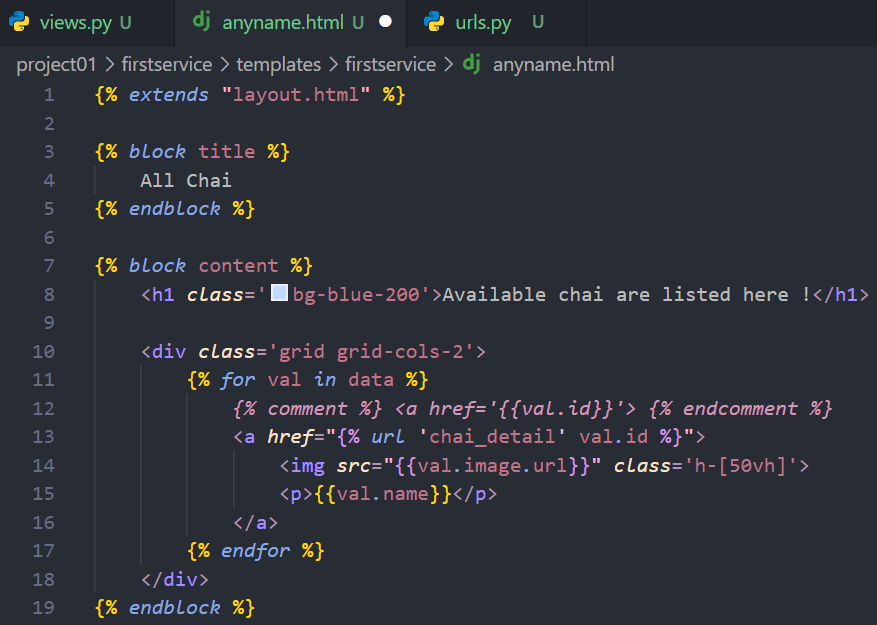 views.py U dj anyname.html U urls.py U
project01 > firstservice > templates > firstservice > dj anyname.html
1 {% extends "layout.html" %}
2
3 {% block title %}
4 All Chai
5 {% endblock %}
6
7 {% block content %}
8 <h1 class='bg-blue-200'>Available chai are listed here !</h1>
9
10 <div class='grid grid-cols-2'>
11 {% for val in data %}
12 {% comment %} <a href='{{val.id}}'> {% endcomment %}
13 <a href="{% url 'chai_detail' val.id %}">
14 <img src="{{val.image.url}}" class='h-[50vh]'>
15 <p>{{val.name}}</p>
16 </a>
17 {% endfor %}
18 </div>
19 {% endblock %}